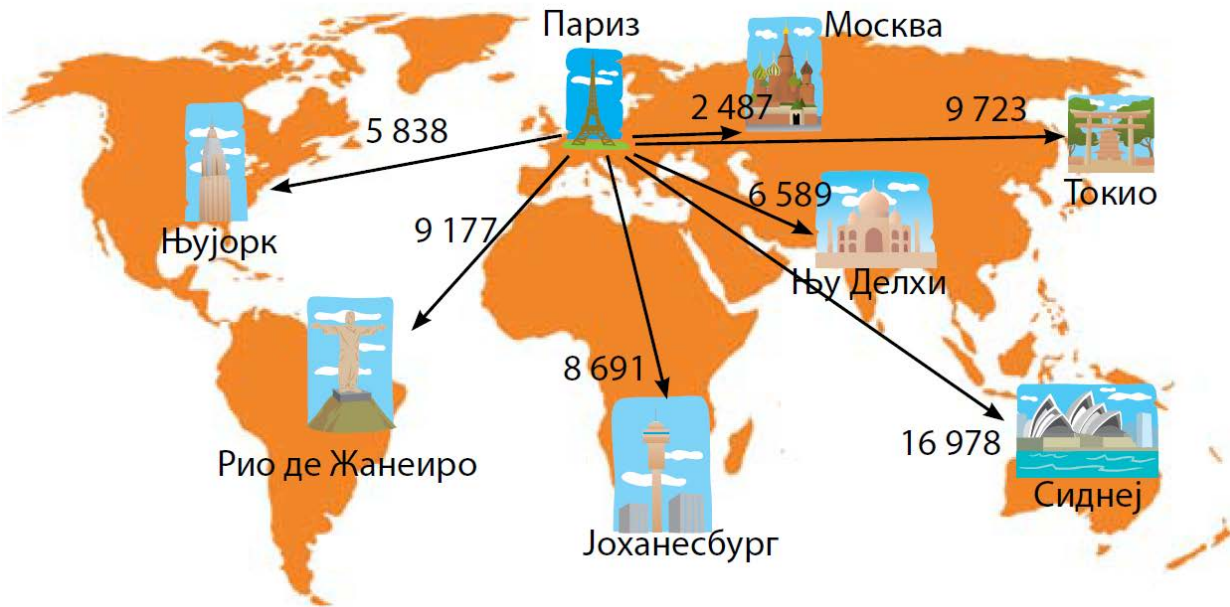 Париз
Москва
2 487
9 723
5 838
Токио
6 589
Њујорк
9 177
Њу Делхи
8 691
16 978
Рио де Жанеиро
Сиднеј
Јоханесбург